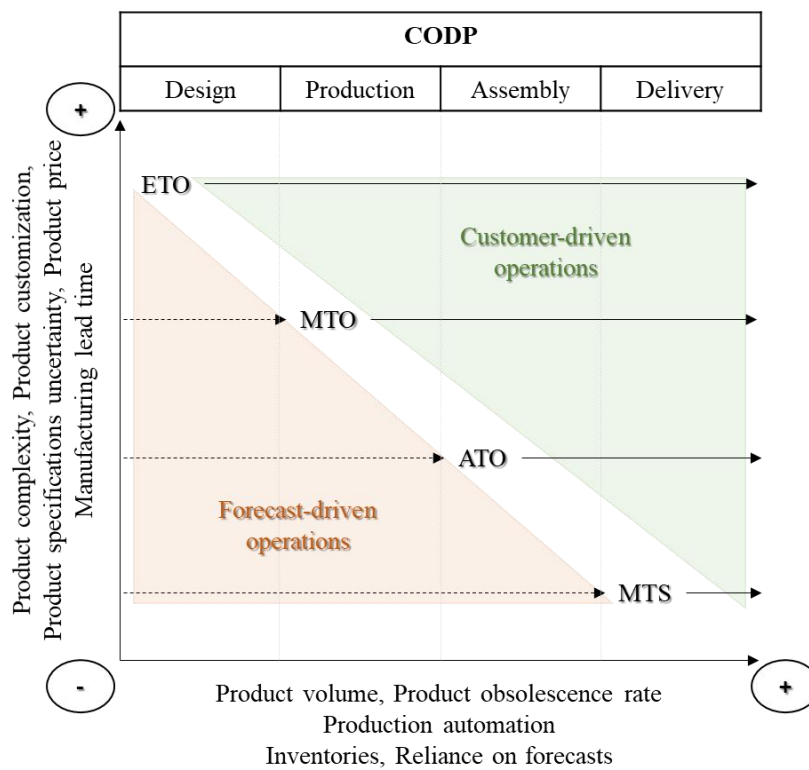 CODP
Design Production Assembly Delivery
+
Product complexity, Product customization,
Product specifications uncertainty, Product price
Manufacturing lead time
ETO
Customer-driven
operations
MTO
ATO
Forecast-driven
operations
MTS
-
+
Product volume, Product obsolescence rate
Production automation
Inventories, Reliance on forecasts